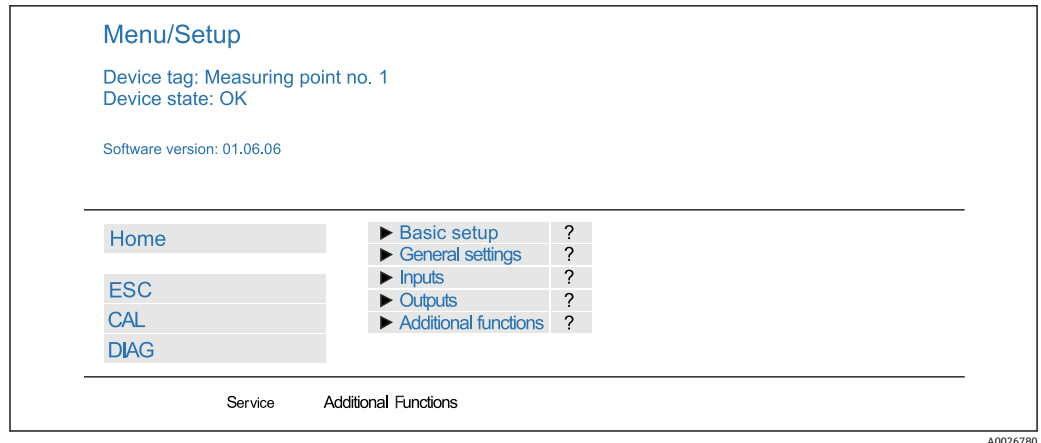 Menu/Setup
Device tag: Measuring point no. 1
Device state: OK
Software version: 01.06.06
Home
ESC
CAL
DIAG
▶ Basic setup ?
▶ General settings ?
▶ Inputs ?
▶ Outputs ?
▶ Additional functions ?
Service Additional Functions
A0026780